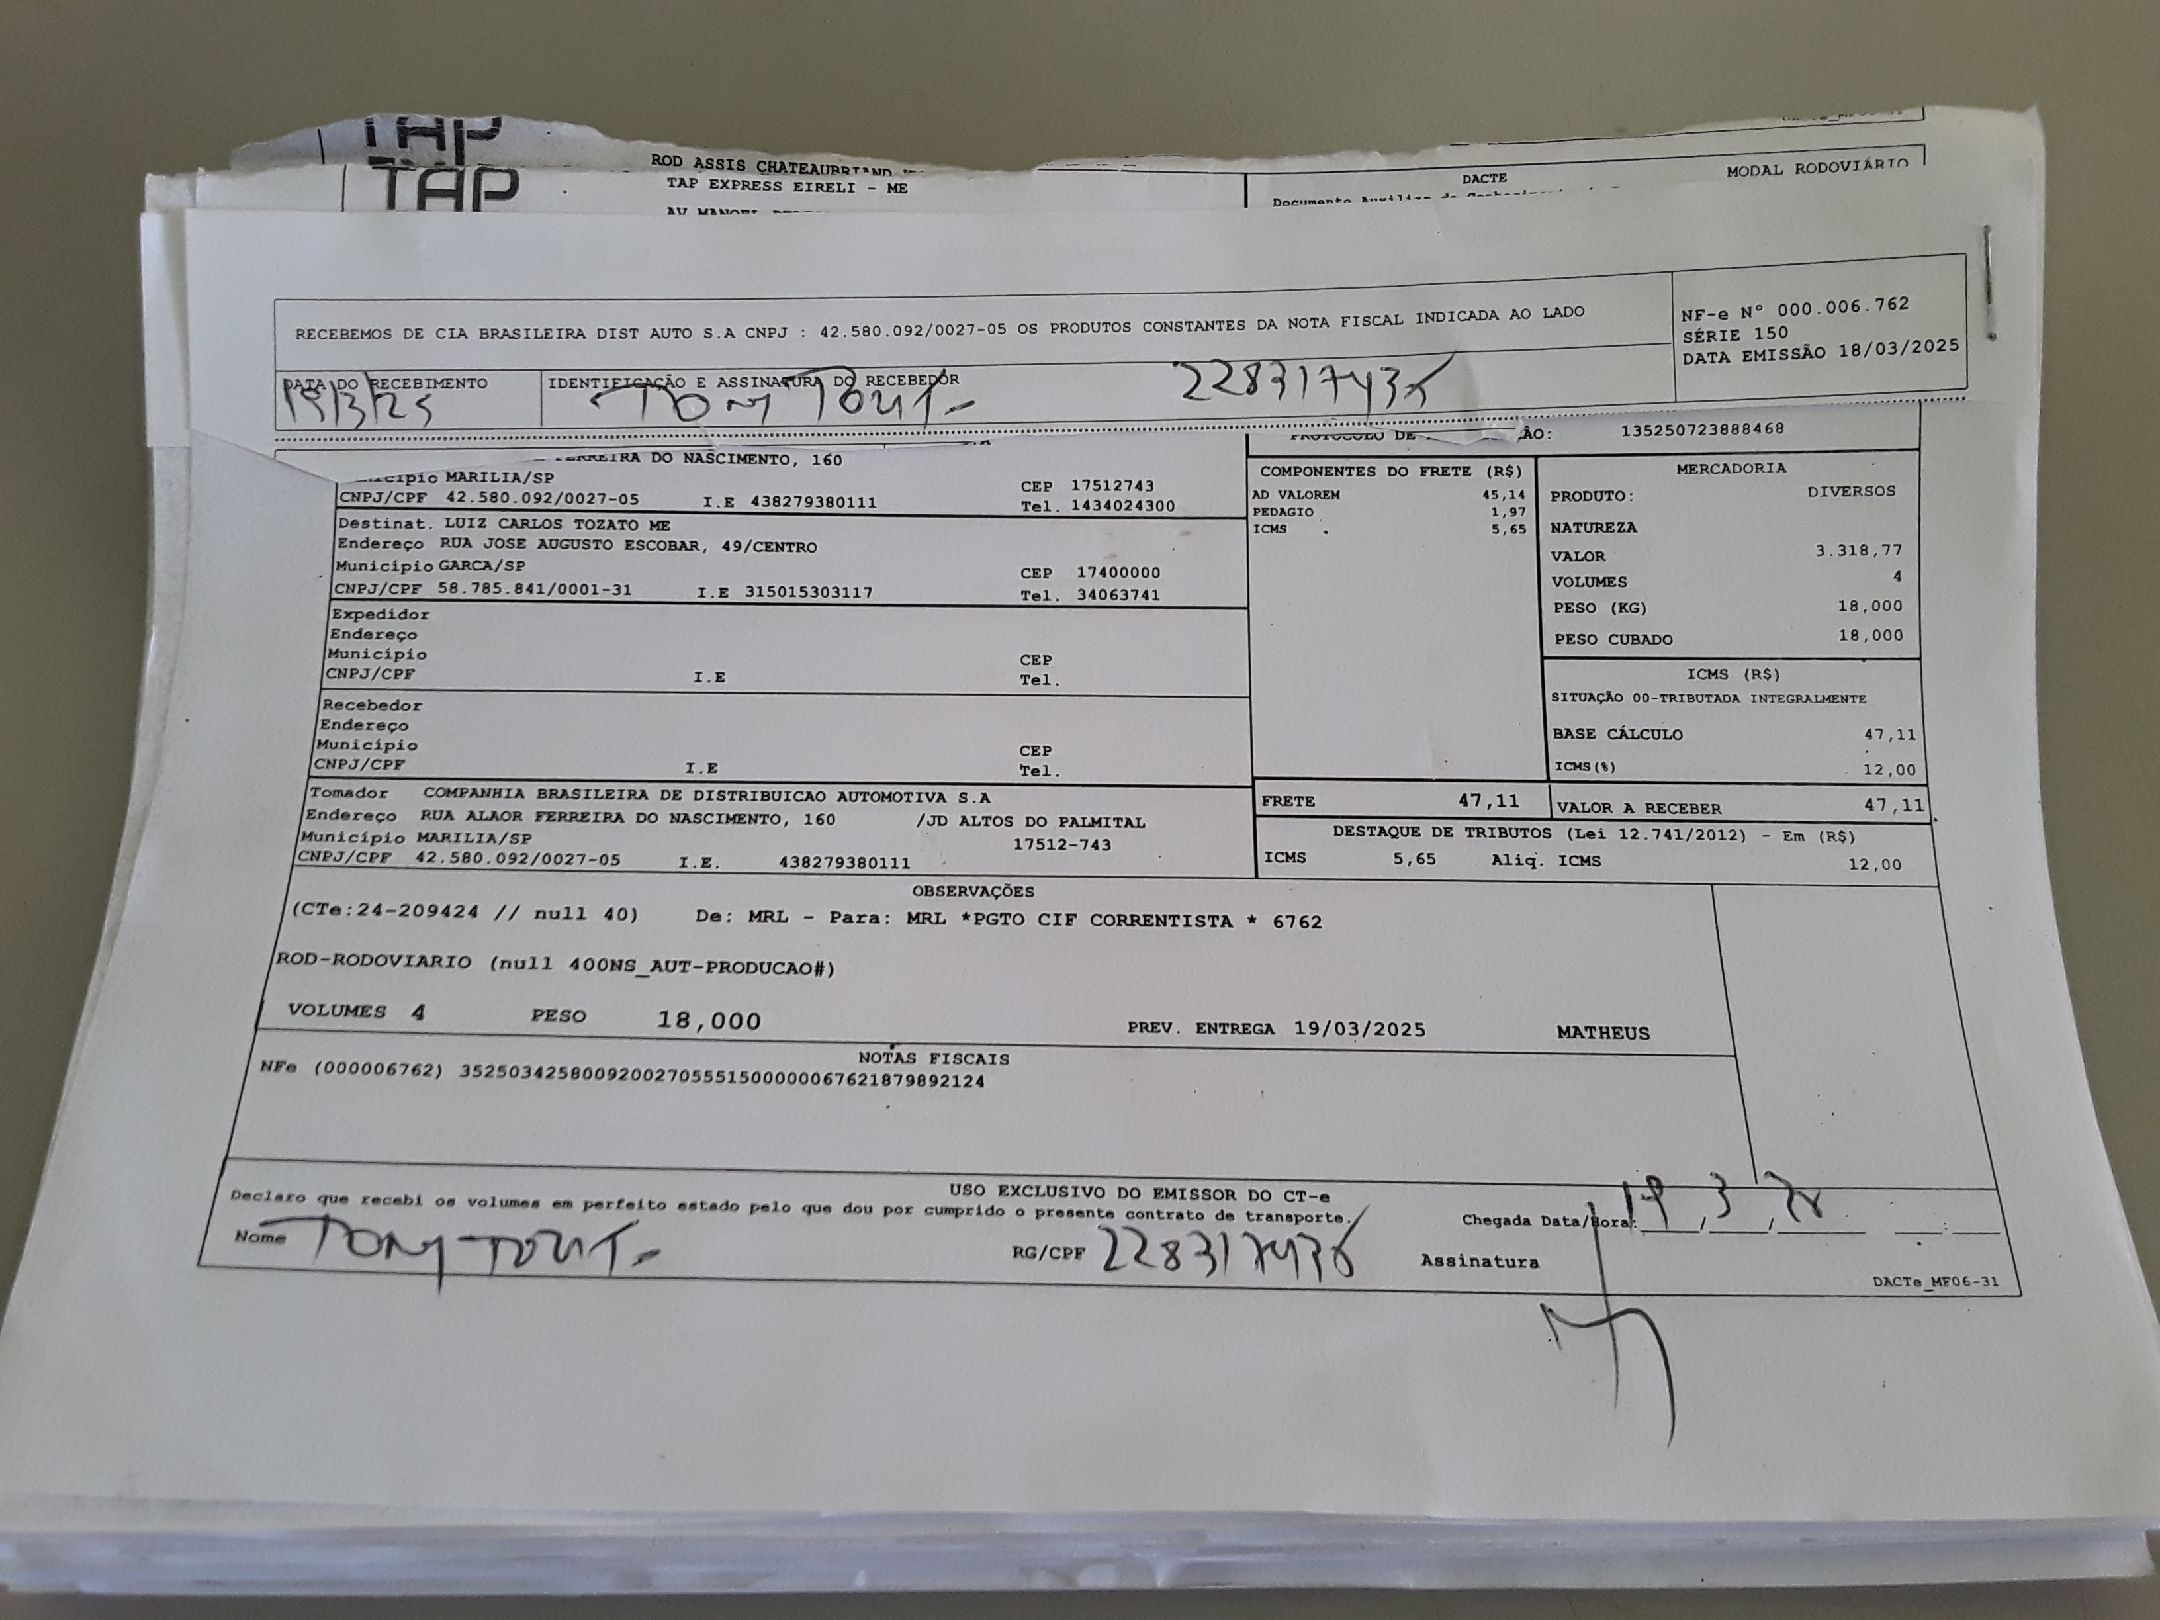 TAP
TAP
ROD ASSIS CHATEAUBRIAND
TAP EXPRESS EIRELI - ME
DACTE
MODAL RODOVIÁRIO
RECEBEMOS DE CIA BRASILEIRA DIST AUTO S.A CNPJ : 42.580.092/0027-05 OS PRODUTOS CONSTANTES DA NOTA FISCAL INDICADA AO LADO
NF-e Nº 000.006.762
SÉRIE 150
DATA EMISSÃO 18/03/2025
DATA DO RECEBIMENTO
19/3/25
IDENTIFICAÇÃO E ASSINATURA DO RECEBEDOR
135250723888468
FERREIRA DO NASCIMENTO, 160
MARILIA/SP
CEP 17512743
CNPJ/CPF 42.580.092/0027-05 I.E 438279380111 Tel. 1434024300
Destinat. LUIZ CARLOS TOZATO ME
Endereço RUA JOSE AUGUSTO ESCOBAR, 49/CENTRO
Município GARCA/SP CEP 17400000
CNPJ/CPF 58.785.841/0001-31 I.E 315015303117 Tel. 34063741
Expedidor
Endereço
Município CEP
CNPJ/CPF I.E Tel.
Recebedor
Endereço
Município CEP
CNPJ/CPF I.E Tel.
Tomador COMPANHIA BRASILEIRA DE DISTRIBUICAO AUTOMOTIVA S.A
Endereço RUA ALAOR FERREIRA DO NASCIMENTO, 160 /JD ALTOS DO PALMITAL
Município MARILIA/SP 17512-743
CNPJ/CPF 42.580.092/0027-05 I.E. 438279380111
COMPONENTES DO FRETE (R$)
AD VALOREM 45,14
PEDAGIO 1,97
ICMS 5,65
MERCADORIA
PRODUTO: DIVERSOS
NATUREZA
VALOR 3.318,77
VOLUMES 4
PESO (KG) 18,000
PESO CUBADO 18,000
ICMS (R$)
SITUAÇÃO 00-TRIBUTADA INTEGRALMENTE
BASE CÁLCULO 47,11
ICMS(%) 12,00
FRETE 47,11 VALOR A RECEBER 47,11
DESTAQUE DE TRIBUTOS (Lei 12.741/2012) - Em (R$)
ICMS 5,65 Aliq. ICMS 12,00
OBSERVAÇÕES
(CTe:24-209424 // null 40) De: MRL - Para: MRL *PGTO CIF CORRENTISTA * 6762
ROD-RODOVIARIO (null 400NS_AUT-PRODUCAO#)
VOLUMES 4 PESO 18,000 PREV. ENTREGA 19/03/2025 MATHEUS
NOTAS FISCAIS
NFe (000006762) 35250342580092002705551500000067621879892124
USO EXCLUSIVO DO EMISSOR DO CT-e
Declaro que recebi os volumes em perfeito estado pelo que dou por cumprido o presente contrato de transporte.
Chegada Data/Hora: 19/3/25 :
Nome
RG/CPF
Assinatura
DACTe_MF06-31